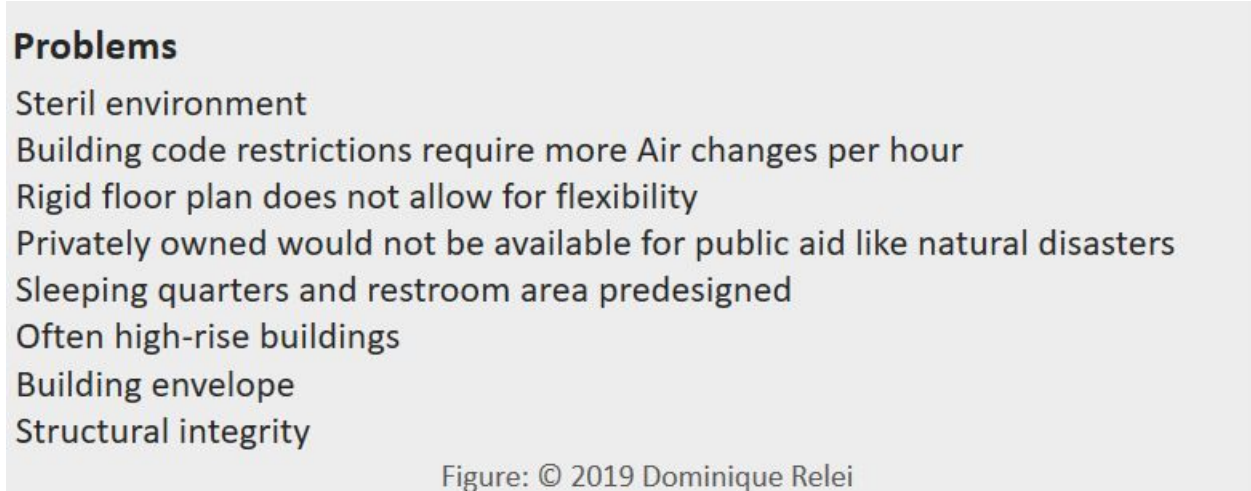 Problems
Steril environment
Building code restrictions require more Air changes per hour
Rigid floor plan does not allow for flexibility
Privately owned would not be available for public aid like natural disasters
Sleeping quarters and restroom area predesigned
Often high-rise buildings
Building envelope
Structural integrity
Figure: © 2019 Dominique Relei